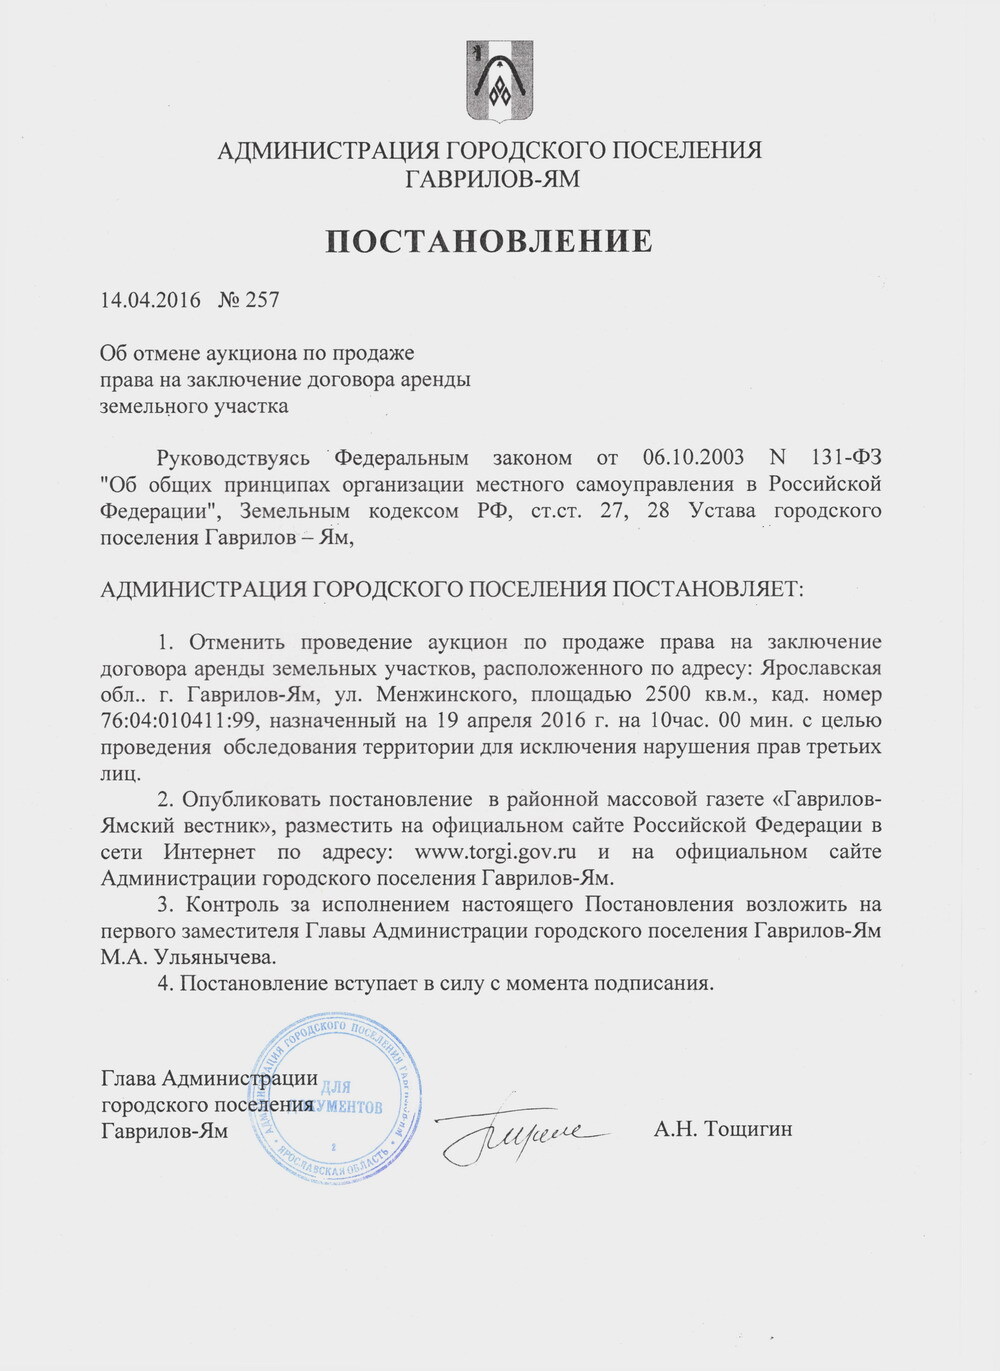 АДМИНИСТРАЦИЯ ГОРОДСКОГО ПОСЕЛЕНИЯ
ГАВРИЛОВ-ЯМ
ПОСТАНОВЛЕНИЕ
14.04.2016 № 257
Об отмене аукциона по продаже
права на заключение договора аренды
земельного участка
Руководствуясь Федеральным законом от 06.10.2003 N 131-ФЗ
"Об общих принципах организации местного самоуправления в Российской
Федерации", Земельным кодексом РФ, ст.ст. 27, 28 Устава городского
поселения Гаврилов – Ям,
АДМИНИСТРАЦИЯ ГОРОДСКОГО ПОСЕЛЕНИЯ ПОСТАНОВЛЯЕТ:
1. Отменить проведение аукцион по продаже права на заключение
договора аренды земельных участков, расположенного по адресу: Ярославская
обл.. г. Гаврилов-Ям, ул. Менжинского, площадью 2500 кв.м., кад. номер
76:04:010411:99, назначенный на 19 апреля 2016 г. на 10час. 00 мин. с целью
проведения обследования территории для исключения нарушения прав третьих
лиц.
2. Опубликовать постановление в районной массовой газете «Гаврилов-
Ямский вестник», разместить на официальном сайте Российской Федерации в
сети Интернет по адресу: www.torgi.gov.ru и на официальном сайте
Администрации городского поселения Гаврилов-Ям.
3. Контроль за исполнением настоящего Постановления возложить на
первого заместителя Главы Администрации городского поселения Гаврилов-Ям
М.А. Ульянычева.
4. Постановление вступает в силу с момента подписания.
Глава Администрации
городского поселения
Гаврилов-Ям
А.Н. Тощигин
АДМИНИСТРАЦИЯ ГОРОДСКОГО ПОСЕЛЕНИЯ ГАВРИЛОВ-ЯМ
ЯРОСЛАВСКАЯ ОБЛАСТЬ
ДЛЯ
ДОКУМЕНТОВ
1